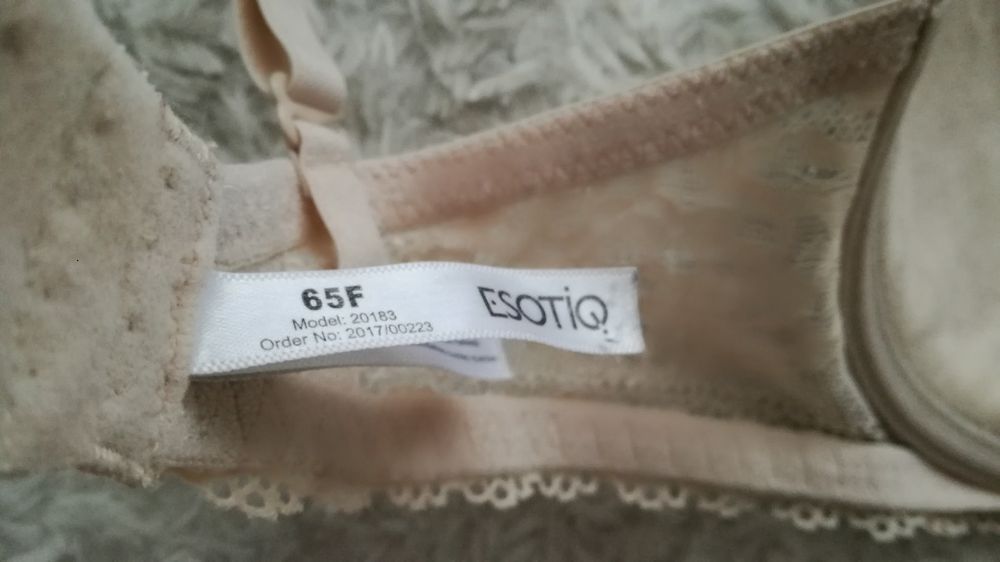 65F
Model: 20183
Order No: 2017/00223
ESOTIQ